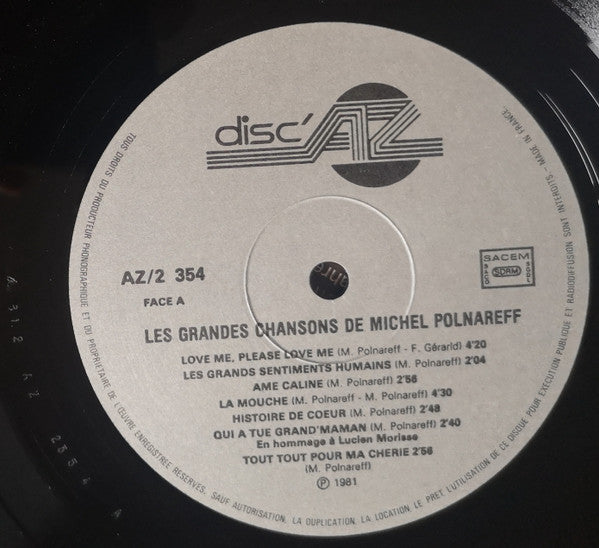 disc'AZ
AZ/2 354
FACE A
SACEM
SACD
SDRM
SGDL
LES GRANDES CHANSONS DE MICHEL POLNAREFF
LOVE ME, PLEASE LOVE ME (M. Polnareff - F. Gérarld) 4'20
LES GRANDS SENTIMENTS HUMAINS (M. Polnareff) 2'04
AME CALINE (M. Polnareff) 2'56
LA MOUCHE (M. Polnareff - M. Polnareff) 4'30
HISTOIRE DE COEUR (M. Polnareff) 2'48
QUI A TUE GRAND'MAMAN (M. Polnareff) 2'40
En hommage à Lucien Morisse
TOUT TOUT POUR MA CHERIE 2'56
(M. Polnareff)
℗ 1981
TOUS DROITS DU PRODUCTEUR PHONOGRAPHIQUE ET DU PROPRIETAIRE DE L'ŒUVRE ENREGISTREE RESERVES. SAUF AUTORISATION, LA DUPLICATION, LA LOCATION, LE PRET L'UTILISATION DE CE DISQUE POUR EXECUTION PUBLIQUE ET RADIODIFFUSION SONT INTERDITS - MADE IN FRANCE.